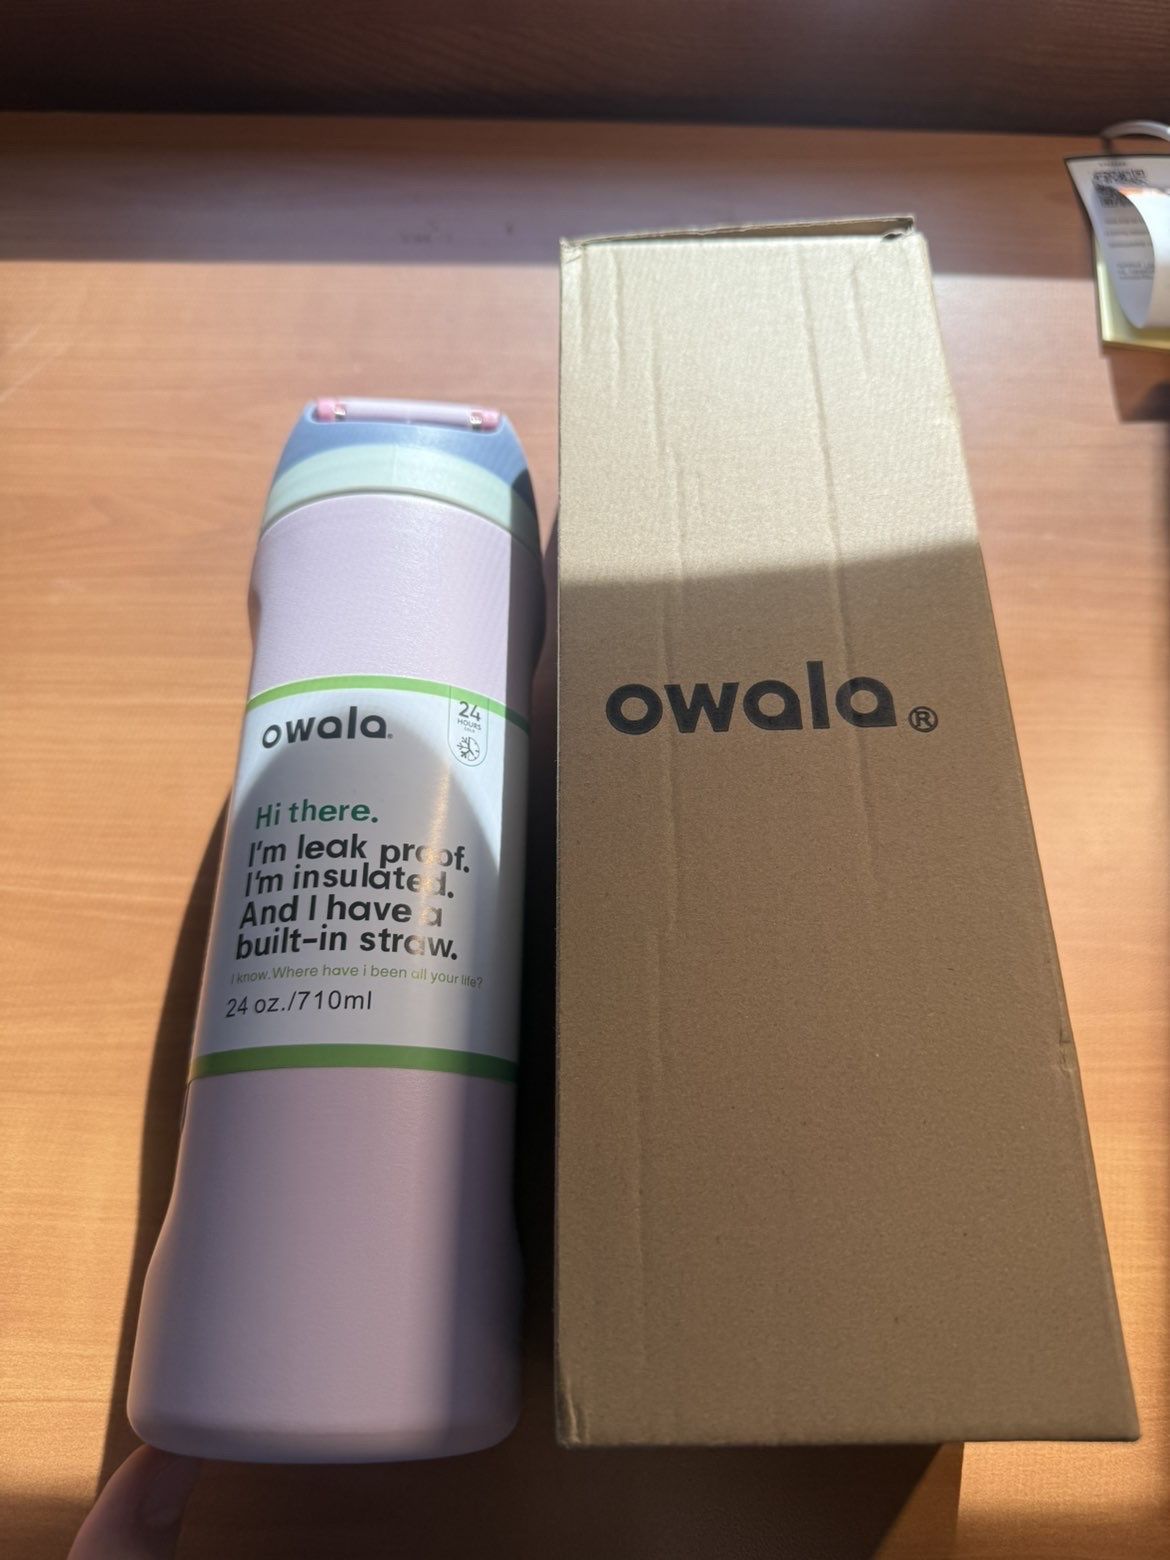 owala®
24
HOURS
COLD
Hi there.
I'm leak proof.
I'm insulated.
And I have a
built-in straw.
I know. Where have i been all your life?
24 oz./710ml
owala®